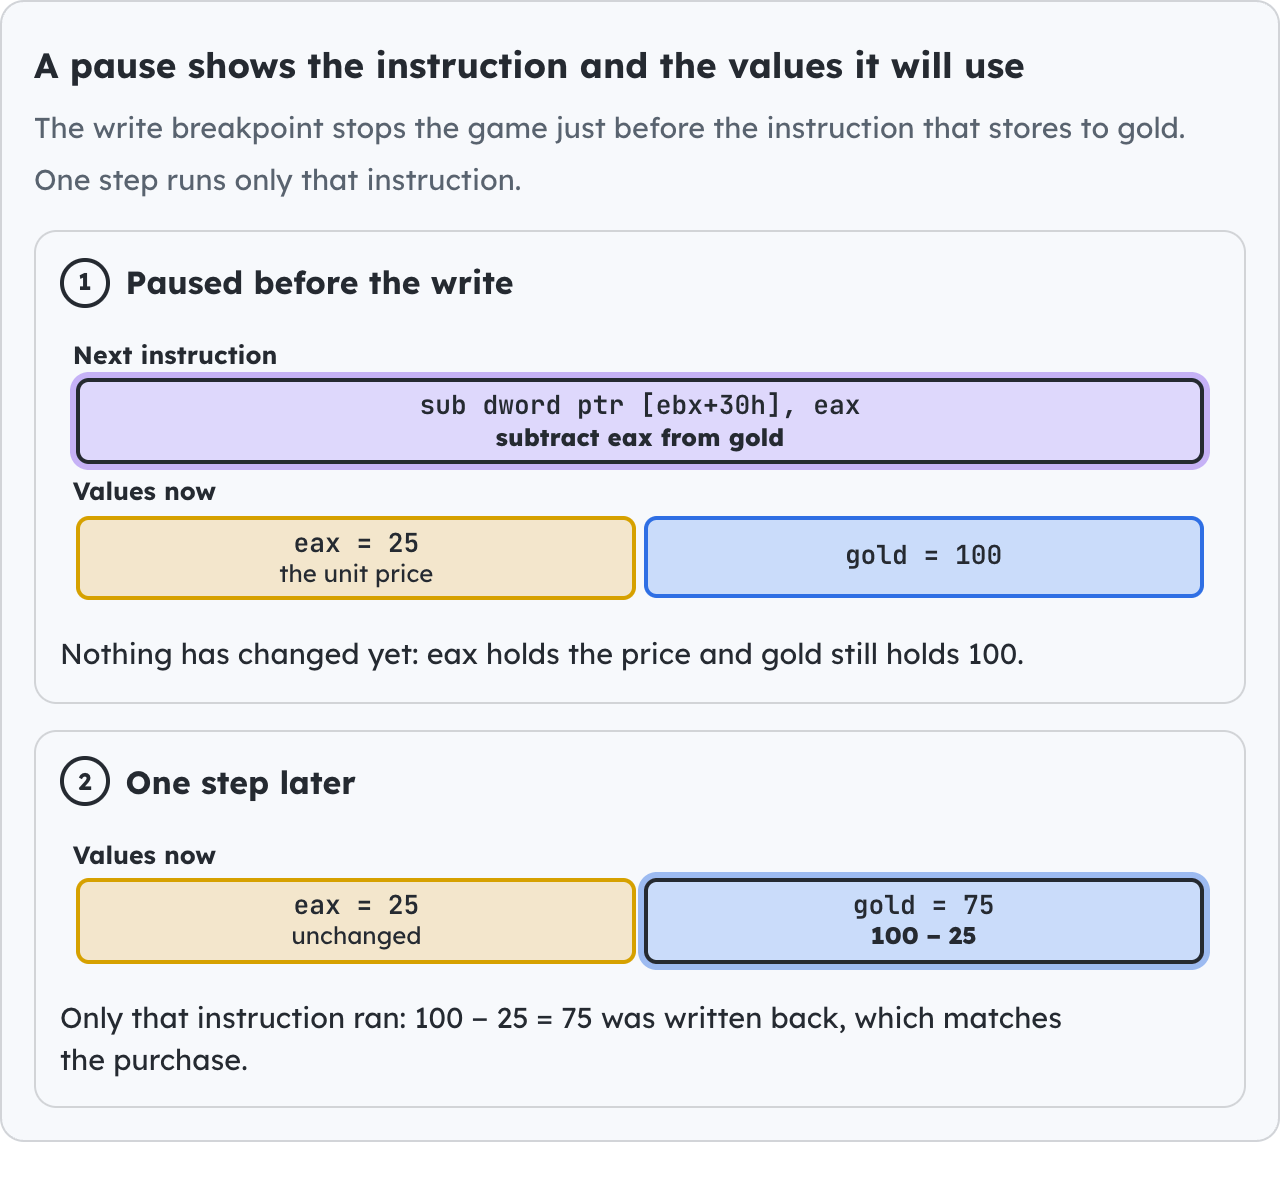 A pause shows the instruction and the values it will use
The write breakpoint stops the game just before the instruction that stores to gold.
One step runs only that instruction.
1 Paused before the write
Next instruction
sub dword ptr [ebx+30h], eax
subtract eax from gold
Values now
eax = 25
the unit price
gold = 100
Nothing has changed yet: eax holds the price and gold still holds 100.
2 One step later
Values now
eax = 25
unchanged
gold = 75
100 − 25
Only that instruction ran: 100 − 25 = 75 was written back, which matches
the purchase.